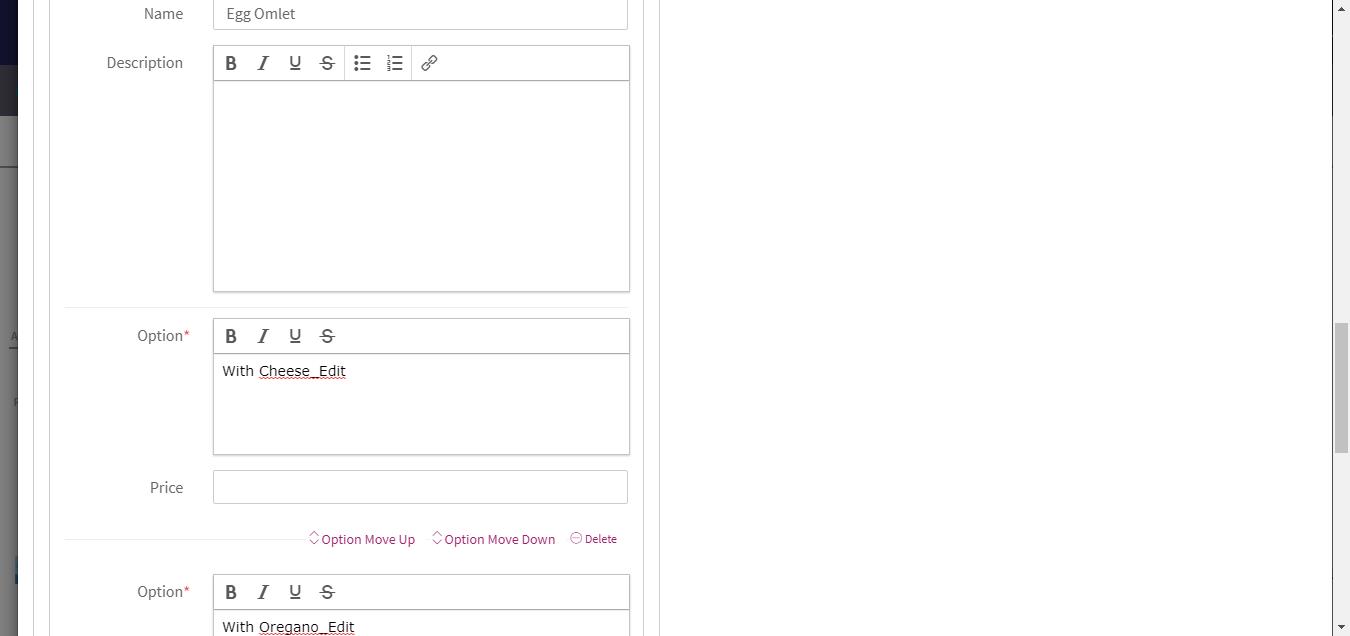 Name Egg Omlet
Description B I U S
Option* B I U S
With Cheese_Edit
Price
Option Move Up Option Move Down Delete
Option* B I U S
With Oregano_Edit